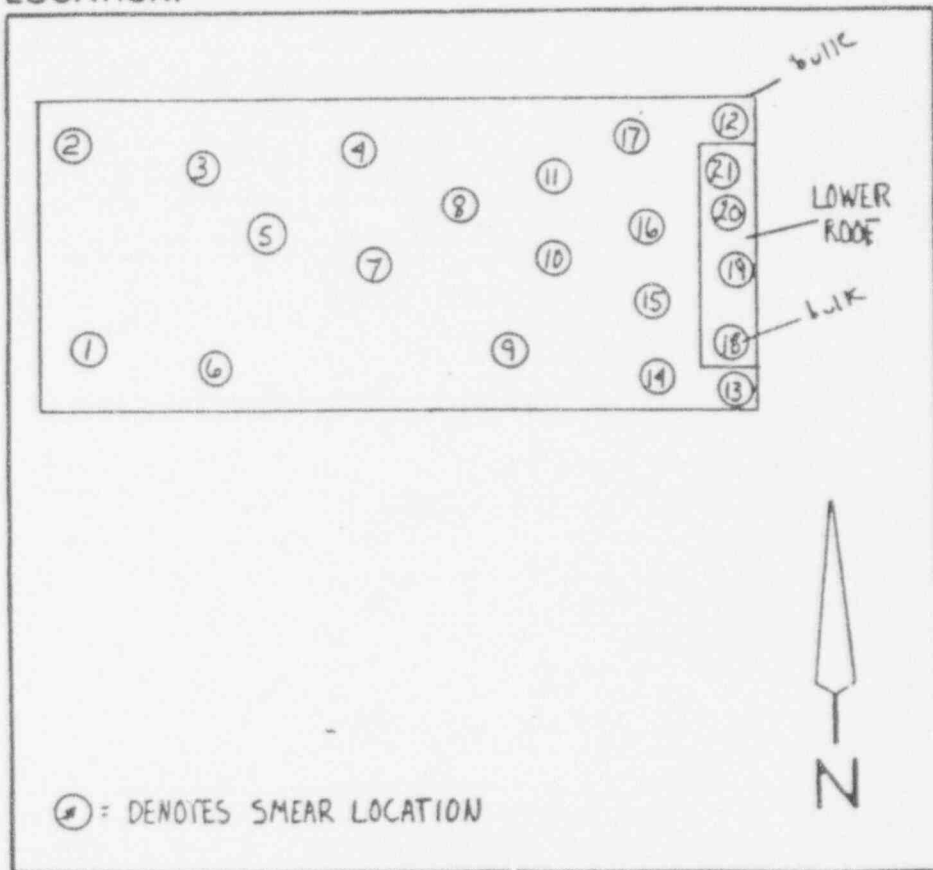 LOCATION:
bulk
2 3 4 17 12
11 21
5 8 16 20 LOWER
ROOF
7 10 19
15 bulk
1 6 9 14 18
13
N
(*) = DENOTES SMEAR LOCATION